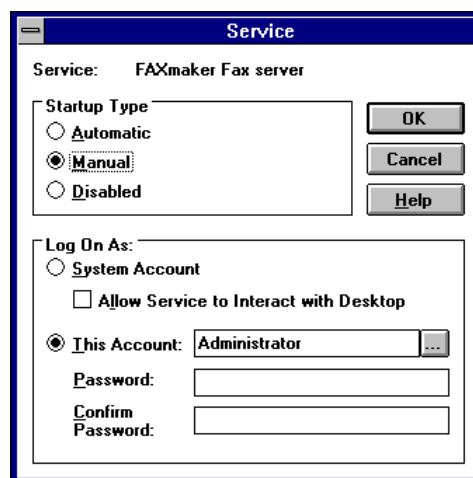 Service
Service: FAXmaker Fax server
Startup Type
Automatic
Manual
Disabled
OK
Cancel
Help
Log On As:
System Account
Allow Service to Interact with Desktop
This Account: Administrator ...
Password:
Confirm
Password: